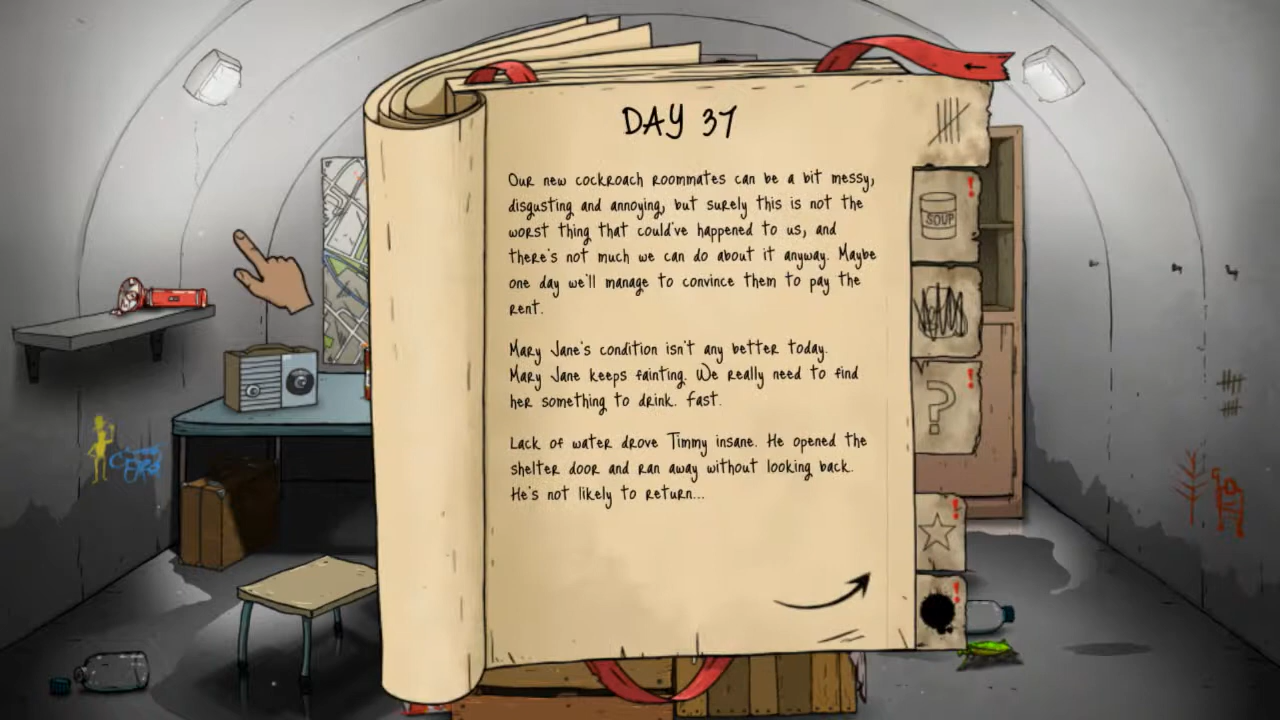 DAY 37
Our new cockroach roommates can be a bit messy,
disgusting and annoying, but surely this is not the
worst thing that could've happened to us, and
there's not much we can do about it anyway. Maybe
one day we'll manage to convince them to pay the
rent.
Mary Jane's condition isn't any better today.
Mary Jane keeps fainting. We really need to find
her something to drink. Fast.
Lack of water drove Timmy insane. He opened the
shelter door and ran away without looking back.
He's not likely to return...
!
SOUP
?
!
!
!